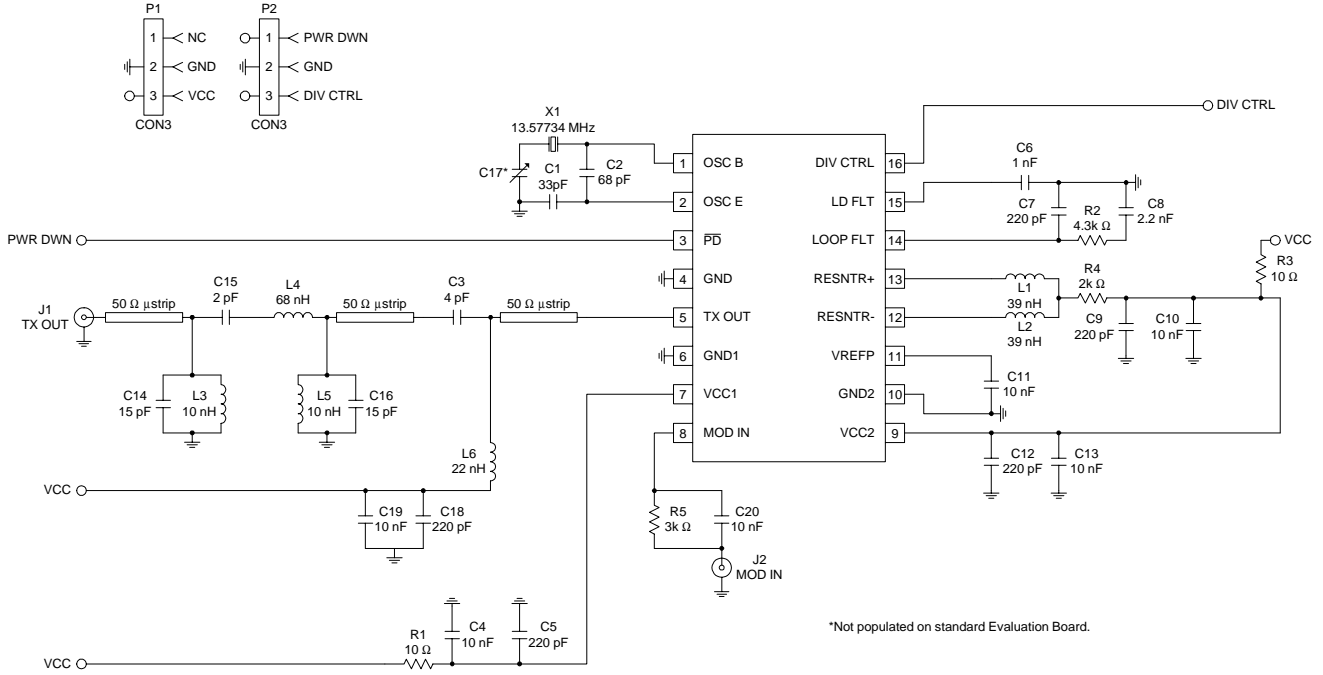 P1
1 NC
2 GND
3 VCC
CON3
P2
1 PWR DWN
2 GND
3 DIV CTRL
CON3
X1
13.57734 MHz
C17*
C1
33pF
C2
68 pF
1 OSC B
2 OSC E
3 PD
4 GND
5 TX OUT
6 GND1
7 VCC1
8 MOD IN
DIV CTRL 16
LD FLT 15
LOOP FLT 14
RESNTR+ 13
RESNTR- 12
VREFP 11
GND2 10
VCC2 9
DIV CTRL
C6
1 nF
C7
220 pF
R2
4.3k Ω
C8
2.2 nF
VCC
R3
10 Ω
L1
39 nH
L2
39 nH
R4
2k Ω
C9
220 pF
C10
10 nF
C11
10 nF
C12
220 pF
C13
10 nF
PWR DWN
J1
TX OUT
50 Ω µstrip
C15
2 pF
L4
68 nH
50 Ω µstrip
C3
4 pF
50 Ω µstrip
C14
15 pF
L3
10 nH
L5
10 nH
C16
15 pF
L6
22 nH
VCC
C19
10 nF
C18
220 pF
R5
3k Ω
C20
10 nF
J2
MOD IN
VCC
R1
10 Ω
C4
10 nF
C5
220 pF
*Not populated on standard Evaluation Board.